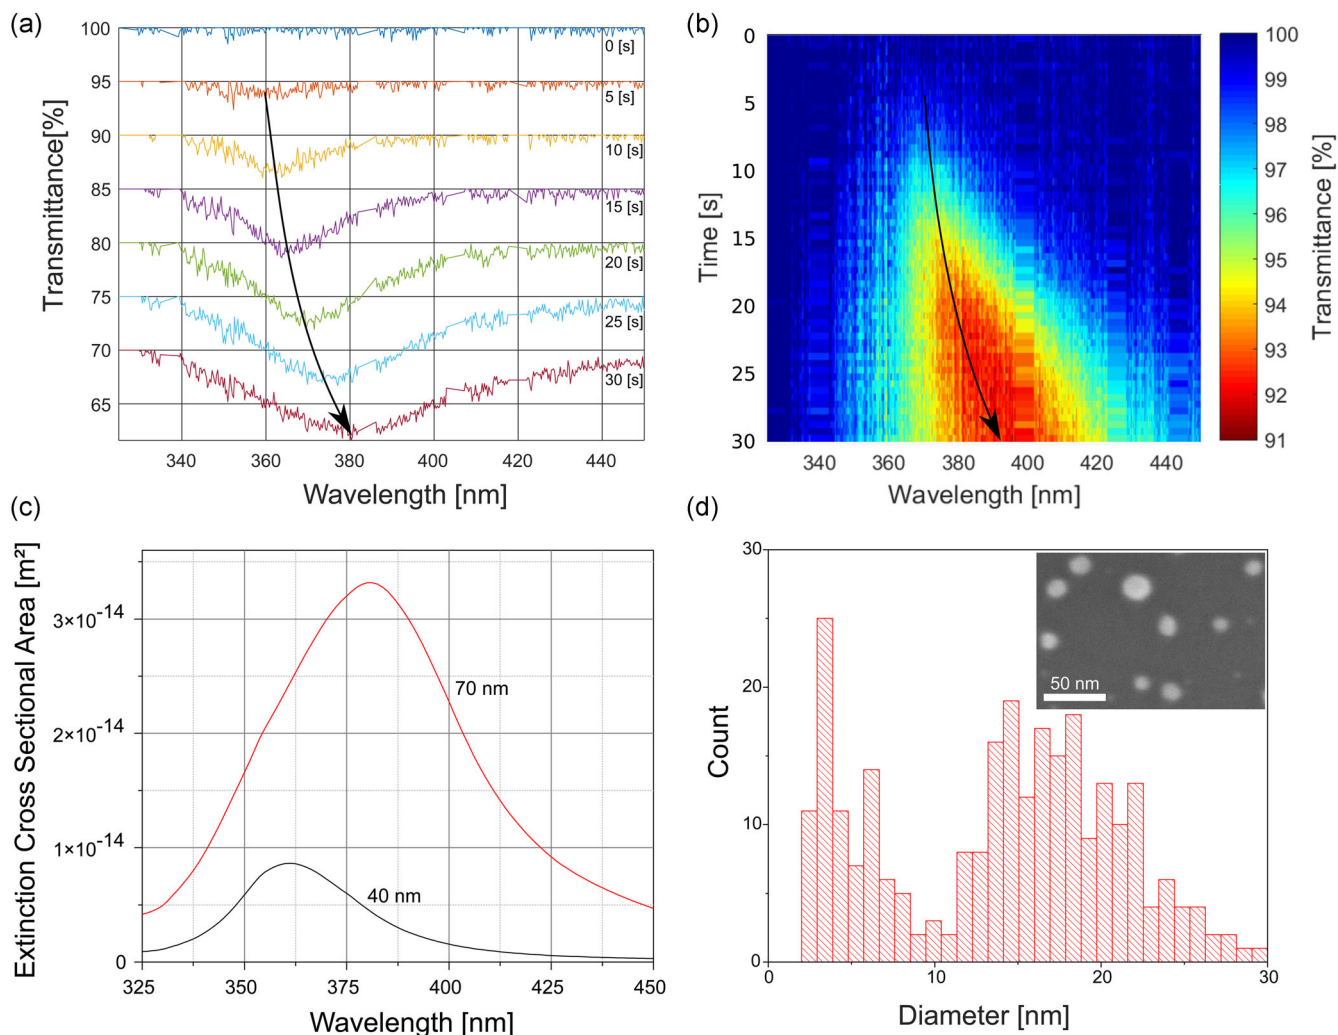 (a)
100
95
90
85
80
75
70
65
Transmittance[%]
0 [s]
5 [s]
10 [s]
15 [s]
20 [s]
25 [s]
30 [s]
340 360 380 400 420 440
Wavelength [nm]
(b)
0
5
10
15
20
25
30
Time [s]
340 360 380 400 420 440
Wavelength [nm]
100
99
98
97
96
95
94
93
92
91
Transmittance [%]
(c)
3×10⁻¹⁴
2×10⁻¹⁴
1×10⁻¹⁴
0
Extinction Cross Sectional Area [m²]
70 nm
40 nm
325 350 375 400 425 450
Wavelength [nm]
(d)
30
20
10
0
Count
50 nm
0 10 20 30
Diameter [nm]